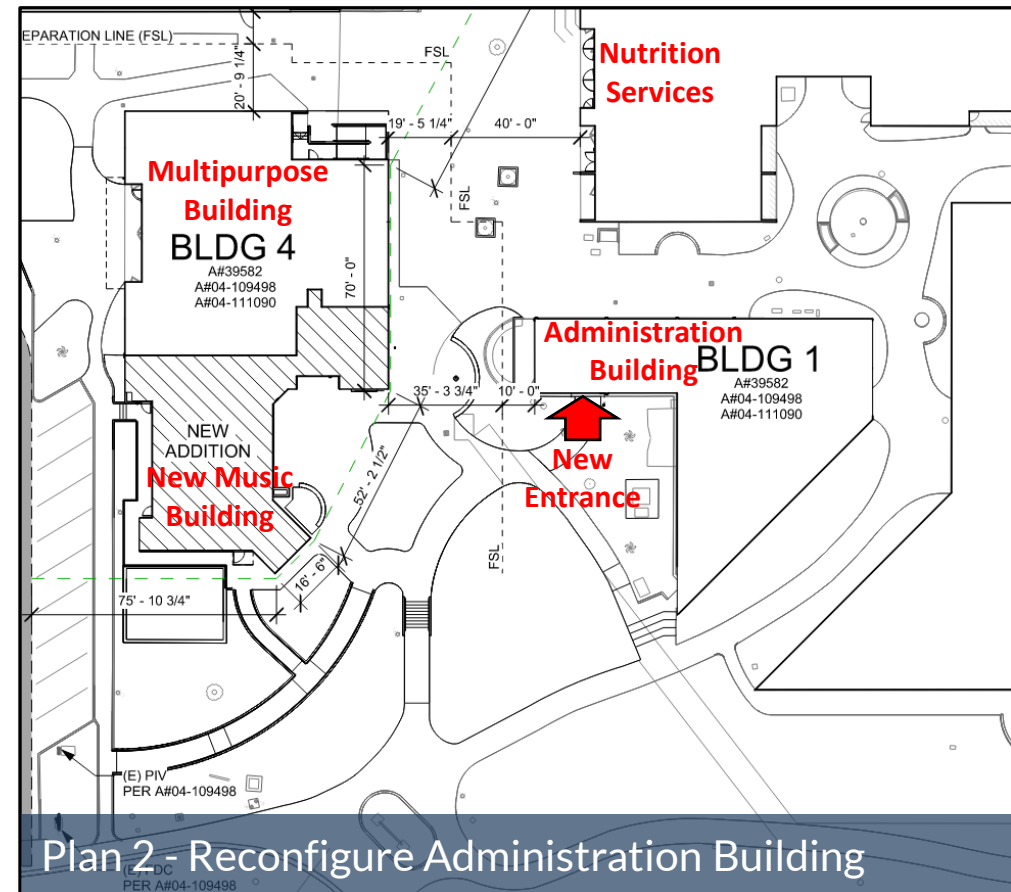 EPARATION LINE (FSL)
FSL
20' - 9 1/4"
Nutrition
Services
19' - 5 1/4"
40' - 0"
FSL
Multipurpose
Building
BLDG 4
A#39582
A#04-109498
A#04-111090
70' - 0"
Administration
Building
BLDG 1
A#39582
A#04-109498
A#04-111090
35' - 3 3/4"
10' - 0"
NEW
ADDITION
New Music
Building
New
Entrance
52' - 2 1/2"
FSL
16' - 6"
75' - 10 3/4"
(E) PIV
PER A#04-109498
Plan 2 - Reconfigure Administration Building
(E) FDC
PER A#04-109498